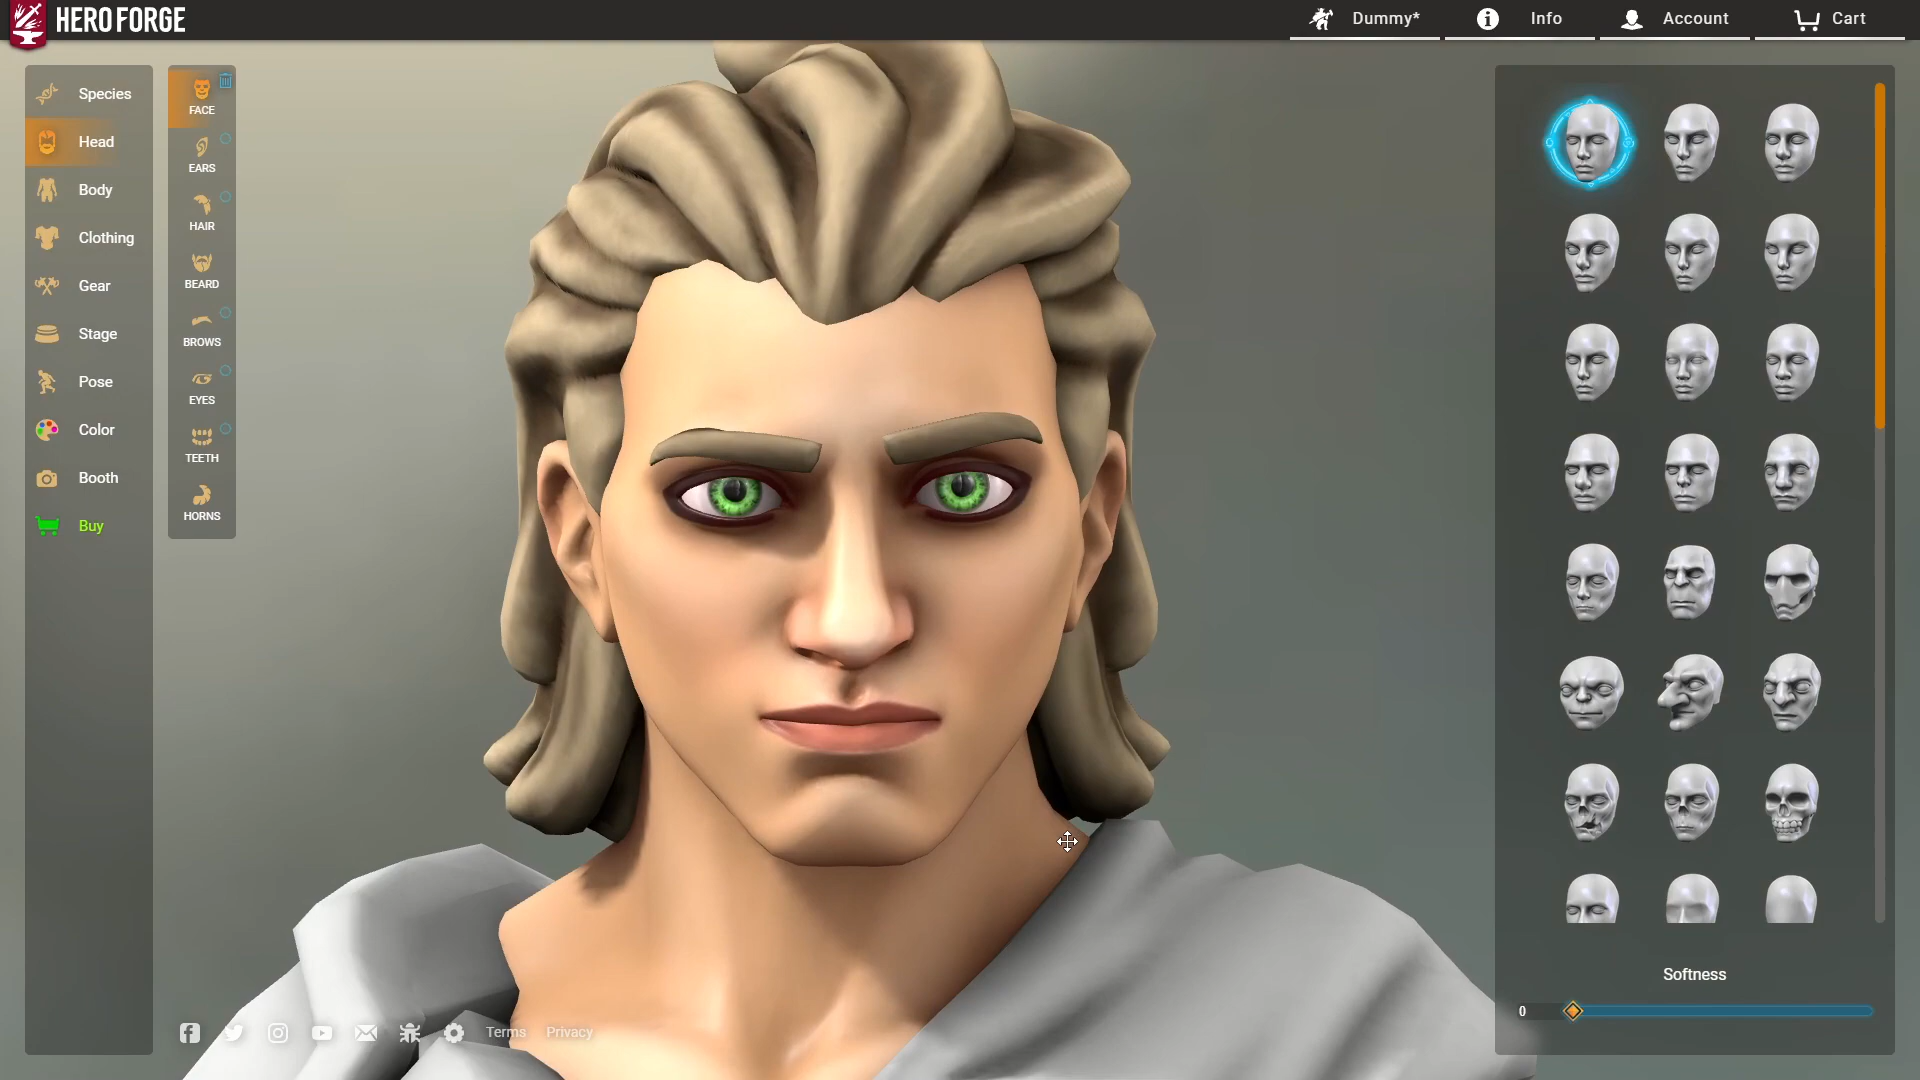 HERO FORGE
Dummy*
Info
Account
Cart
Species
Head
Body
Clothing
Gear
Stage
Pose
Color
Booth
Buy
FACE
EARS
HAIR
BEARD
BROWS
EYES
TEETH
HORNS
Softness
0
Terms
Privacy